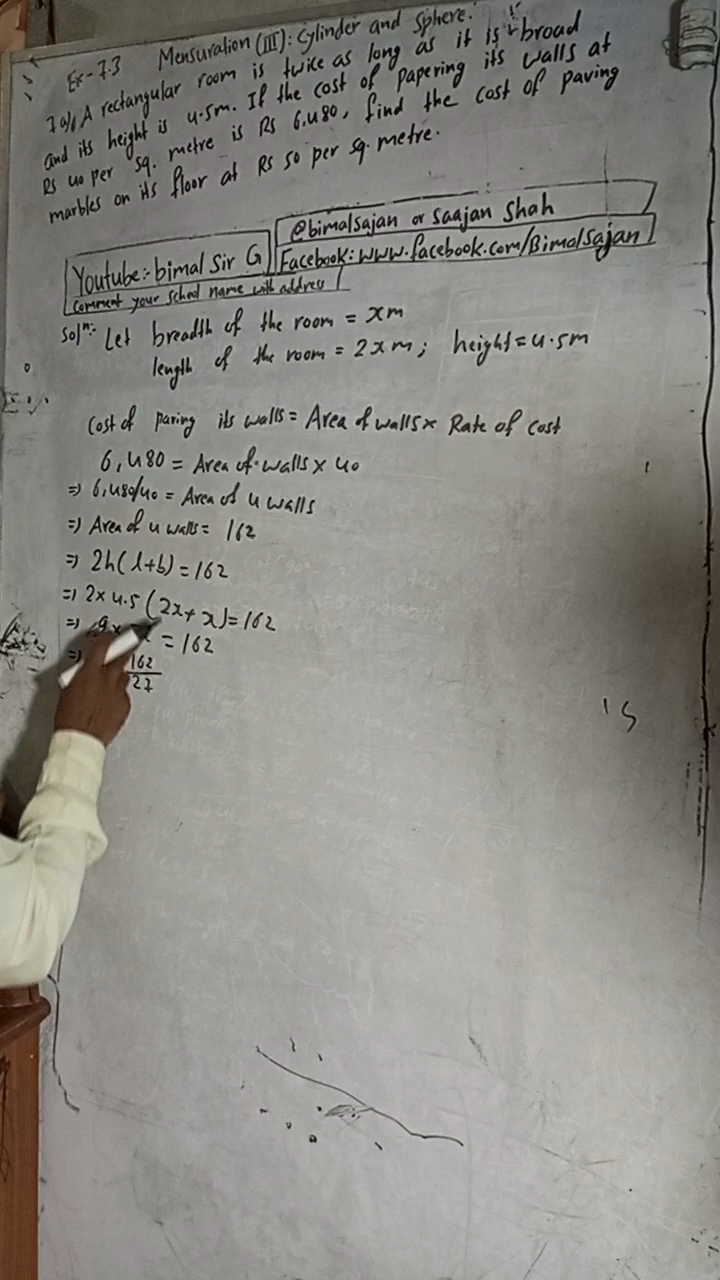 Ex-7.3 Mensuration (III): Cylinder and Sphere.
7 a) A rectangular room is twice as long as it is broad
and its height is 4.5m. If the cost of papering its walls at
Rs 40 per sq. metre is Rs 6,480, find the cost of paving
marbles on its floor at Rs 50 per sq. metre.
@bimalsajan or saajan shah
Youtube:- bimal Sir G
Facebook: www.facebook.com/Bimalsajan
Comment your school name with address
Solⁿ:- Let breadth of the room = xm
length of the room = 2xm; height = 4.5m
Cost of paring its walls = Area of walls × Rate of cost
6,480 = Area of walls × 40
=> 6,480/40 = Area of 4 walls
=> Area of 4 walls = 162
=> 2h(l+b) = 162
=> 2×4.5(2x+x)=162
=> 9× = 162
=> 162
27